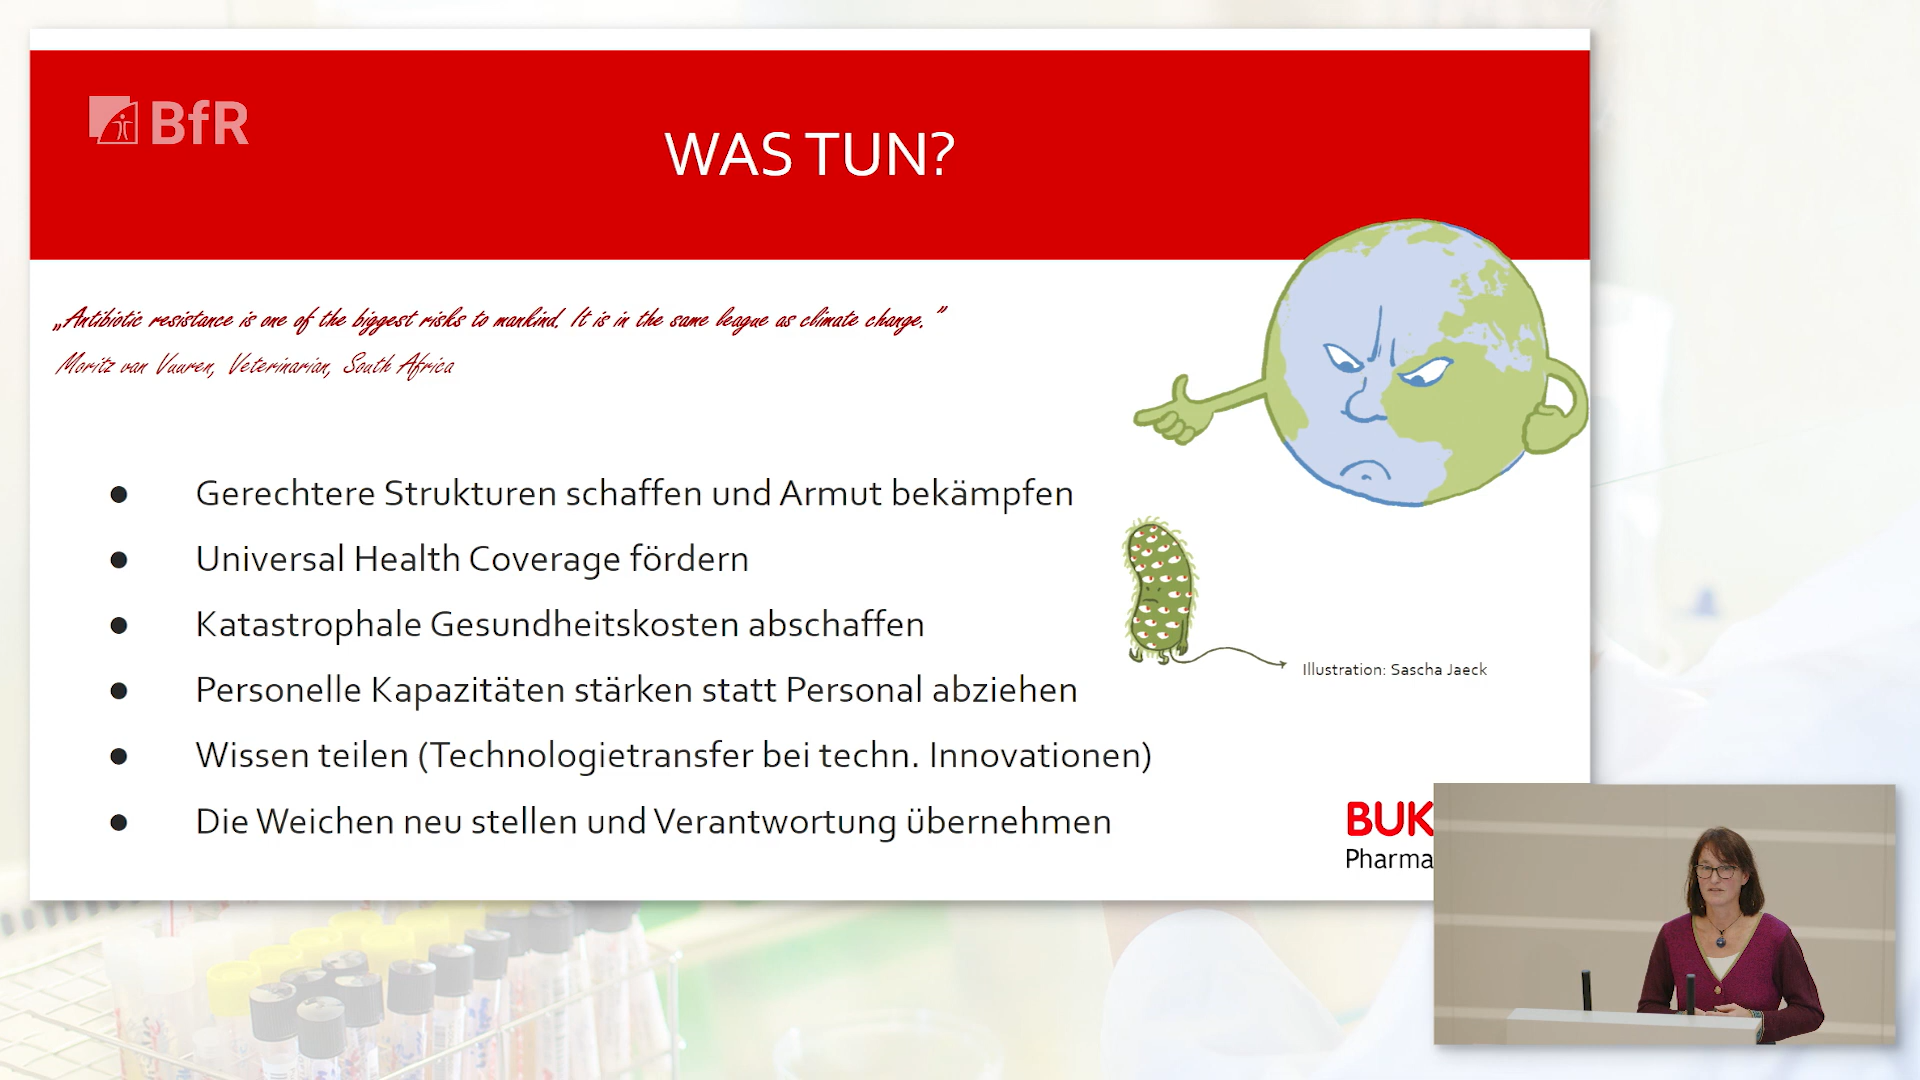 BfR
WAS TUN?
„Antibiotic resistance is one of the biggest risks to mankind. It is in the same league as climate change."
Moritz van Vuuren, Veterinarian, South Africa
● Gerechtere Strukturen schaffen und Armut bekämpfen
● Universal Health Coverage fördern
● Katastrophale Gesundheitskosten abschaffen
● Personelle Kapazitäten stärken statt Personal abziehen
Illustration: Sascha Jaeck
● Wissen teilen (Technologietransfer bei techn. Innovationen)
● Die Weichen neu stellen und Verantwortung übernehmen
BUK
Pharma